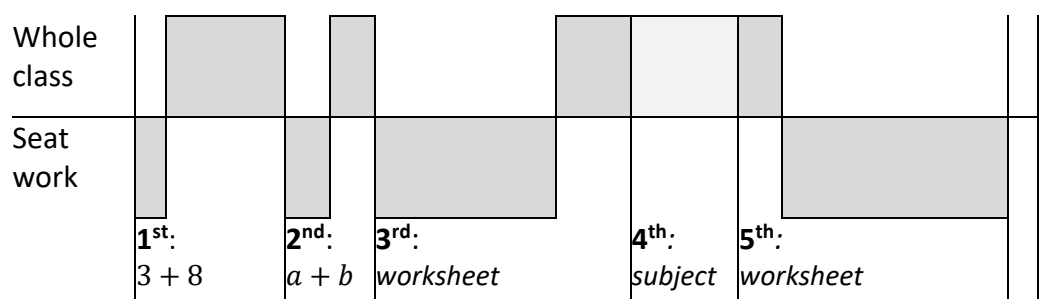 Whole
class
Seat
work
1st: 2nd: 3rd: 4th: 5th:
3 + 8 a + b worksheet subject worksheet